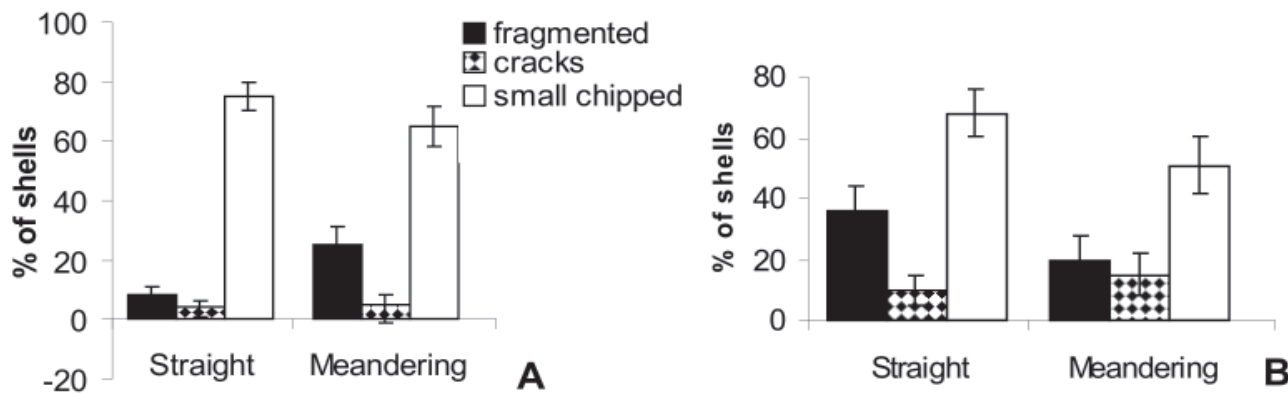 100
80
60
40
20
0
-20
% of shells
fragmented
cracks
small chipped
Straight Meandering
A
80
60
40
20
0
% of shells
Straight Meandering
B